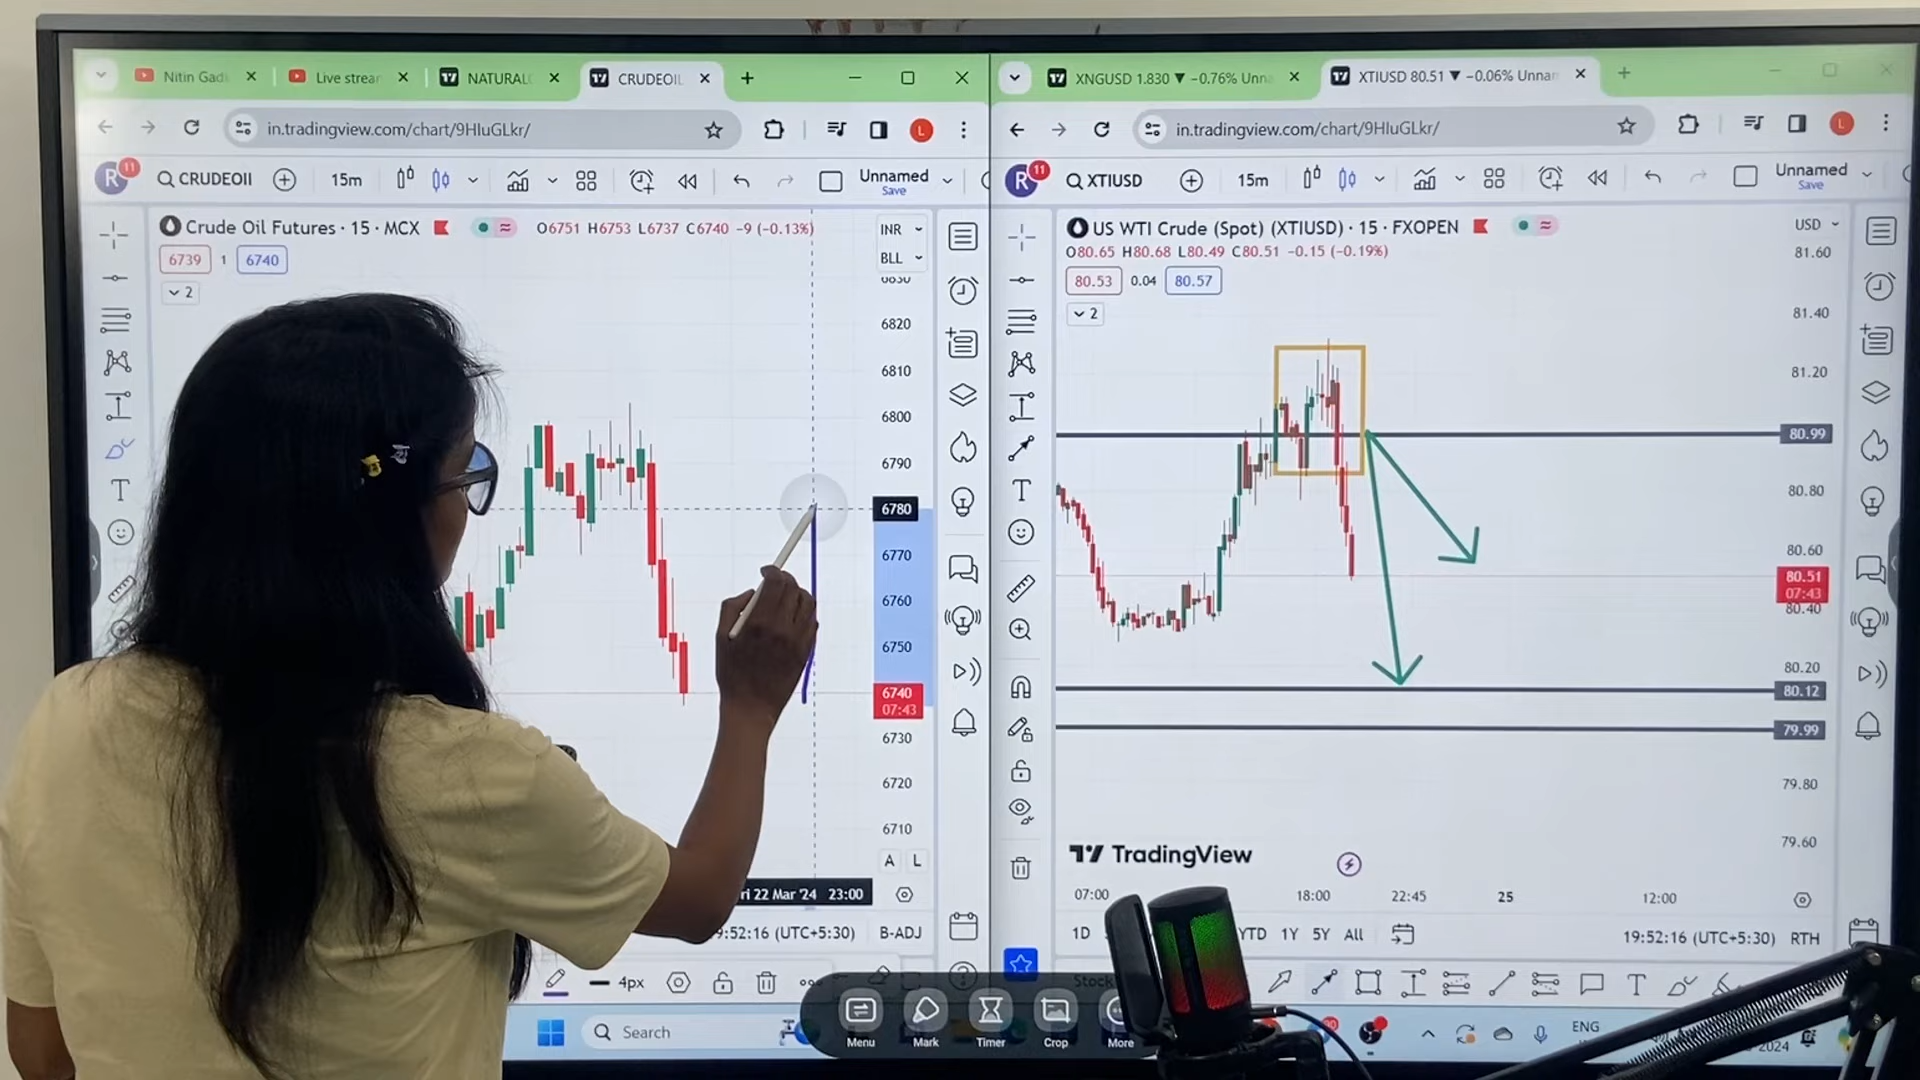 Nitin Gad
Live strea
NATURAL
CRUDEOIL
in.tradingview.com/chart/9HIuGLkr/
L
R
11
CRUDEOI
15m
Unnamed
Save
Crude Oil Futures · 15 · MCX
O6751 H6753 L6737 C6740 −9 (−0.13%)
INR
BLL
6739
1
6740
2
6830
6820
6810
6800
6790
6780
6770
6760
6750
6740
07:43
6730
6720
6710
A L
ri 22 Mar '24 23:00
9:52:16 (UTC+5:30)
B-ADJ
4px
Search
XNGUSD 1.830 ▼ −0.76% Unna
XTIUSD 80.51 ▼ −0.06% Unnar
in.tradingview.com/chart/9HIuGLkr/
L
R
11
XTIUSD
15m
Unnamed
Save
US WTI Crude (Spot) (XTIUSD) · 15 · FXOPEN
O80.65 H80.68 L80.49 C80.51 −0.15 (−0.19%)
USD
80.53
0.04
80.57
2
81.60
81.40
81.20
80.99
80.80
80.60
80.51
07:43
80.40
80.20
80.12
79.99
79.80
79.60
TradingView
07:00
18:00
22:45
25
12:00
1D
YTD
1Y
5Y
All
19:52:16 (UTC+5:30)
RTH
Stock
Menu
Mark
Timer
Crop
More
ENG
2024